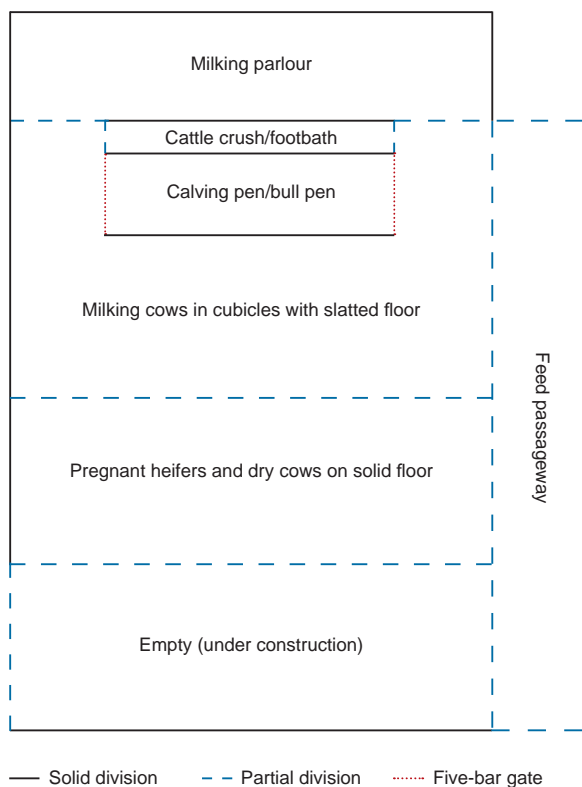 Milking parlour
Cattle crush/footbath
Calving pen/bull pen
Milking cows in cubicles with slatted floor
Feed passageway
Pregnant heifers and dry cows on solid floor
Empty (under construction)
Solid division
Partial division
Five-bar gate